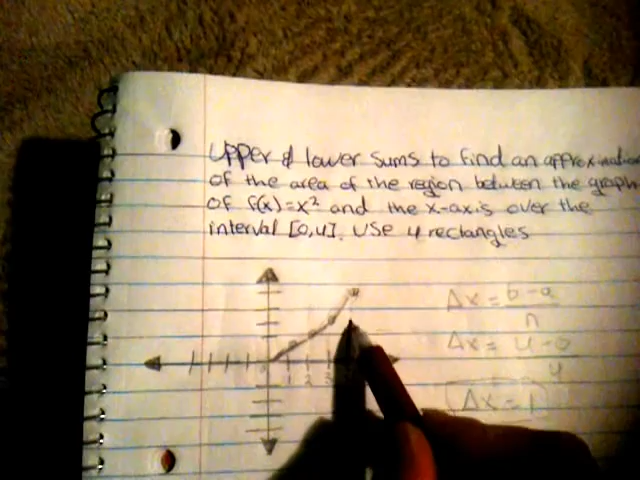 Upper & lower sums to find an approximation
of the area of the region between the graph
of f(x)=x² and the x-axis over the
interval [0,4]. Use 4 rectangles
Δx = b-a
n
Δx = 4-0
4
Δx = 1
1 2 3